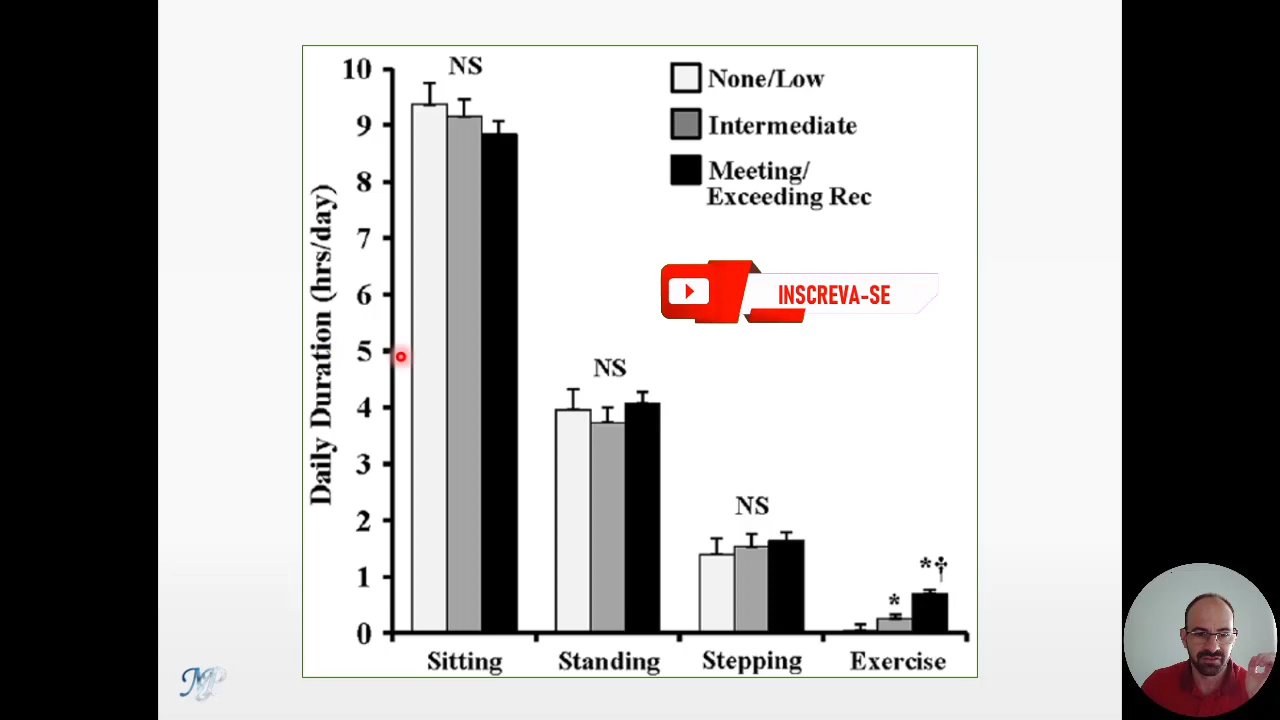 NS
10
9
8
7
6
5
4
3
2
1
0
Daily Duration (hrs/day)
None/Low
Intermediate
Meeting/
Exceeding Rec
INSCREVA-SE
NS
NS
*
*†
Sitting
Standing
Stepping
Exercise